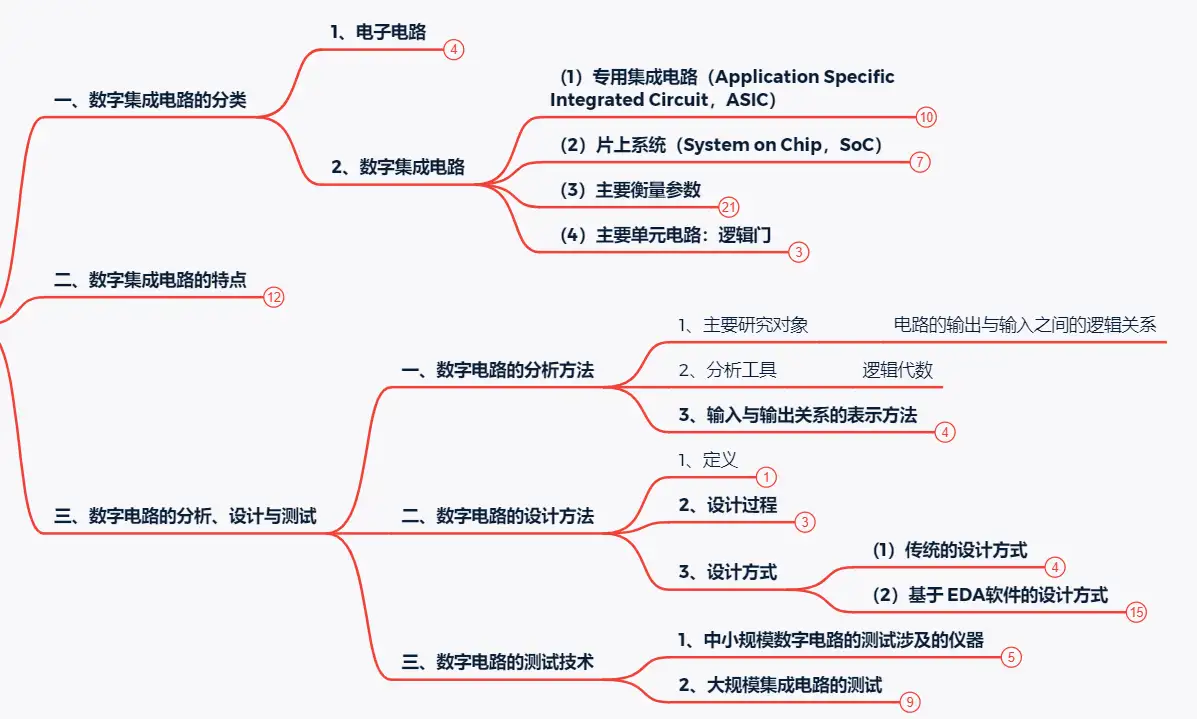 1、电子电路
4
一、数字集成电路的分类
（1）专用集成电路（Application Specific
Integrated Circuit，ASIC）
10
（2）片上系统（System on Chip，SoC）
7
2、数字集成电路
（3）主要衡量参数
21
（4）主要单元电路：逻辑门
3
二、数字集成电路的特点
12
1、主要研究对象 电路的输出与输入之间的逻辑关系
一、数字电路的分析方法
2、分析工具 逻辑代数
3、输入与输出关系的表示方法
4
1、定义
1
三、数字电路的分析、设计与测试
二、数字电路的设计方法
2、设计过程
3
3、设计方式
（1）传统的设计方式
4
（2）基于 EDA软件的设计方式
15
三、数字电路的测试技术
1、中小规模数字电路的测试涉及的仪器
5
2、大规模集成电路的测试
9